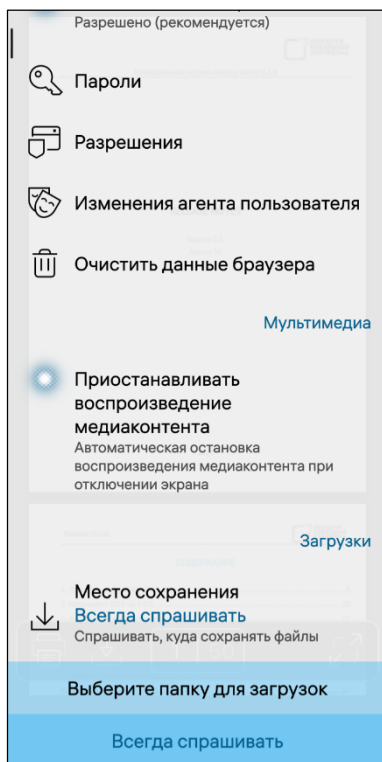 Разрешено (рекомендуется)
Пароли
Разрешения
Изменения агента пользователя
Очистить данные браузера
Мультимедиа
Приостанавливать
воспроизведение
медиаконтента
Автоматическая остановка
воспроизведения медиаконтента при
отключении экрана
Загрузки
Место сохранения
Всегда спрашивать
Спрашивать, куда сохранять файлы
Выберите папку для загрузок
Всегда спрашивать